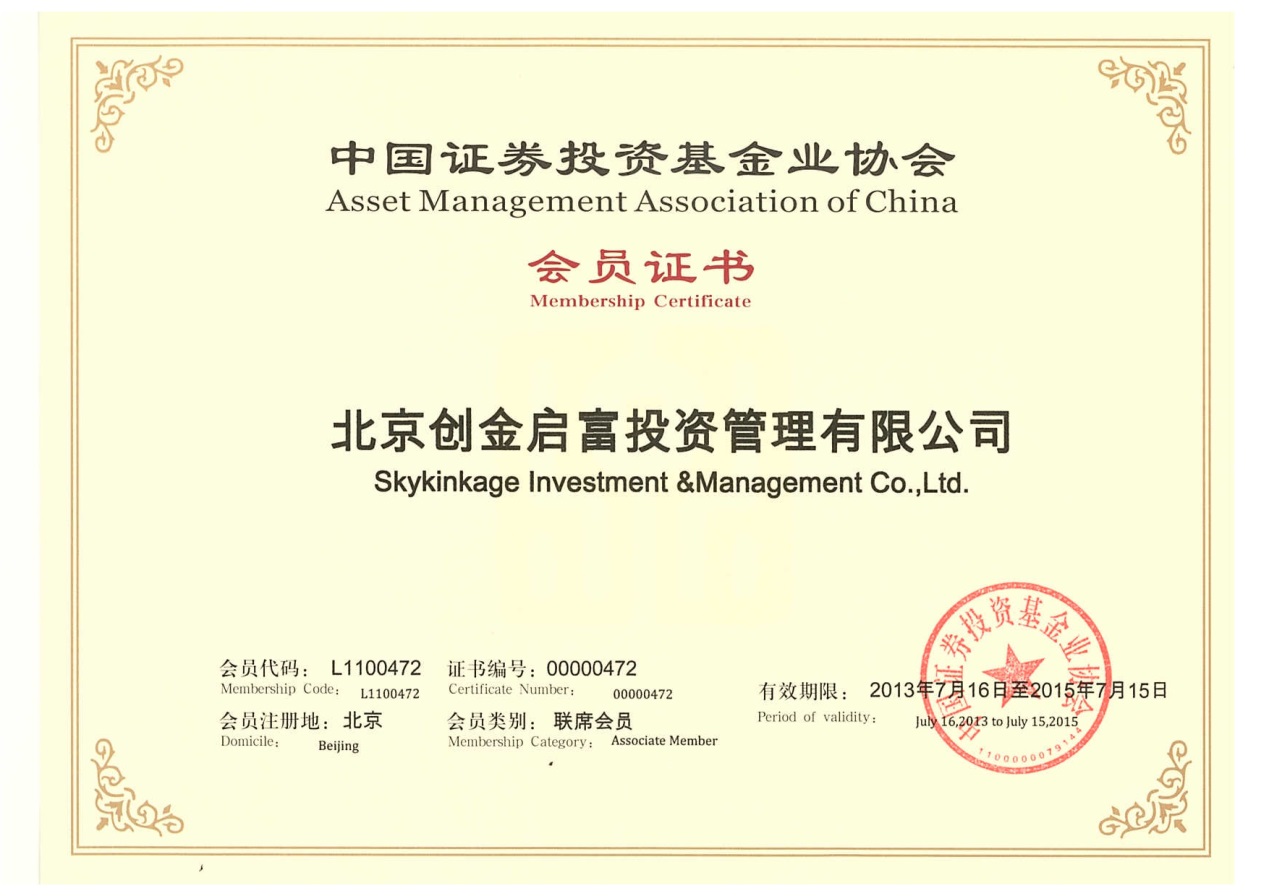 中国证券投资基金业协会
Asset Management Association of China
会员证书
Membership Certificate
北京创金启富投资管理有限公司
Skykinkage Investment &Management Co.,Ltd.
会员代码： L1100472 证书编号：00000472
Membership Code: L1100472 Certificate Number: 00000472
有效期限： 2013年7月16日至2015年7月15日
Period of validity: July 16,2013 to July 15,2015
会员注册地：北京 会员类别： 联席会员
Domicile: Beijing Membership Category: Associate Member
中国证券投资基金业协会
1100000079144